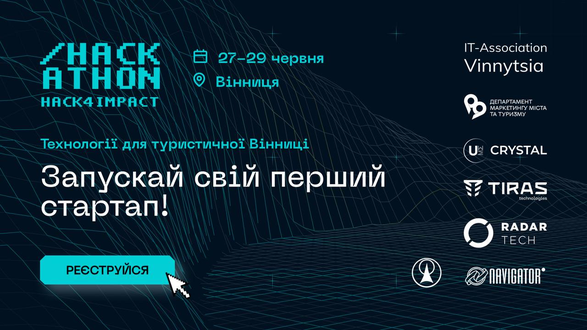 /HACK
ATHON
HACK4IMPACT
27–29 червня
Вінниця
Технології для туристичної Вінниці
Запускай свій перший
стартап!
РЕЄСТРУЙСЯ
IT-Association
Vinnytsia
ДЕПАРТАМЕНТ
МАРКЕТИНГУ МІСТА
ТА ТУРИЗМУ
CRYSTAL
TIRAS
technologies
RADAR
TECH
NAVIGATOR